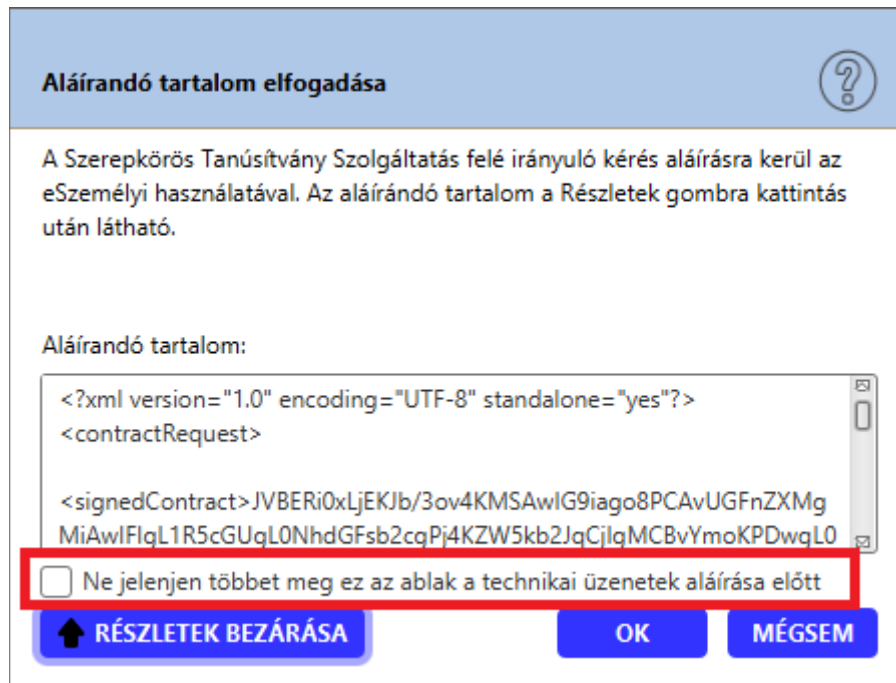 Aláírandó tartalom elfogadása
A Szerepkörös Tanúsítvány Szolgáltatás felé irányuló kérés aláírásra kerül az
eSzemélyi használatával. Az aláírándó tartalom a Részletek gombra kattintás
után látható.
Aláírandó tartalom:
<?xml version="1.0" encoding="UTF-8" standalone="yes"?>
<contractRequest>
<signedContract>JVBERi0xLjEKJb/3ov4KMSAwIG9iago8PCAvUGFnZXMg
MiAwIFIgL1R5cGUgL0NhdGFsb2cgPj4KZW5kb2JqCjIgMCBvYmoKPDwgL0
Ne jelenjen többet meg ez az ablak a technikai üzenetek aláírása előtt
RÉSZLETEK BEZÁRÁSA
OK
MÉGSEM